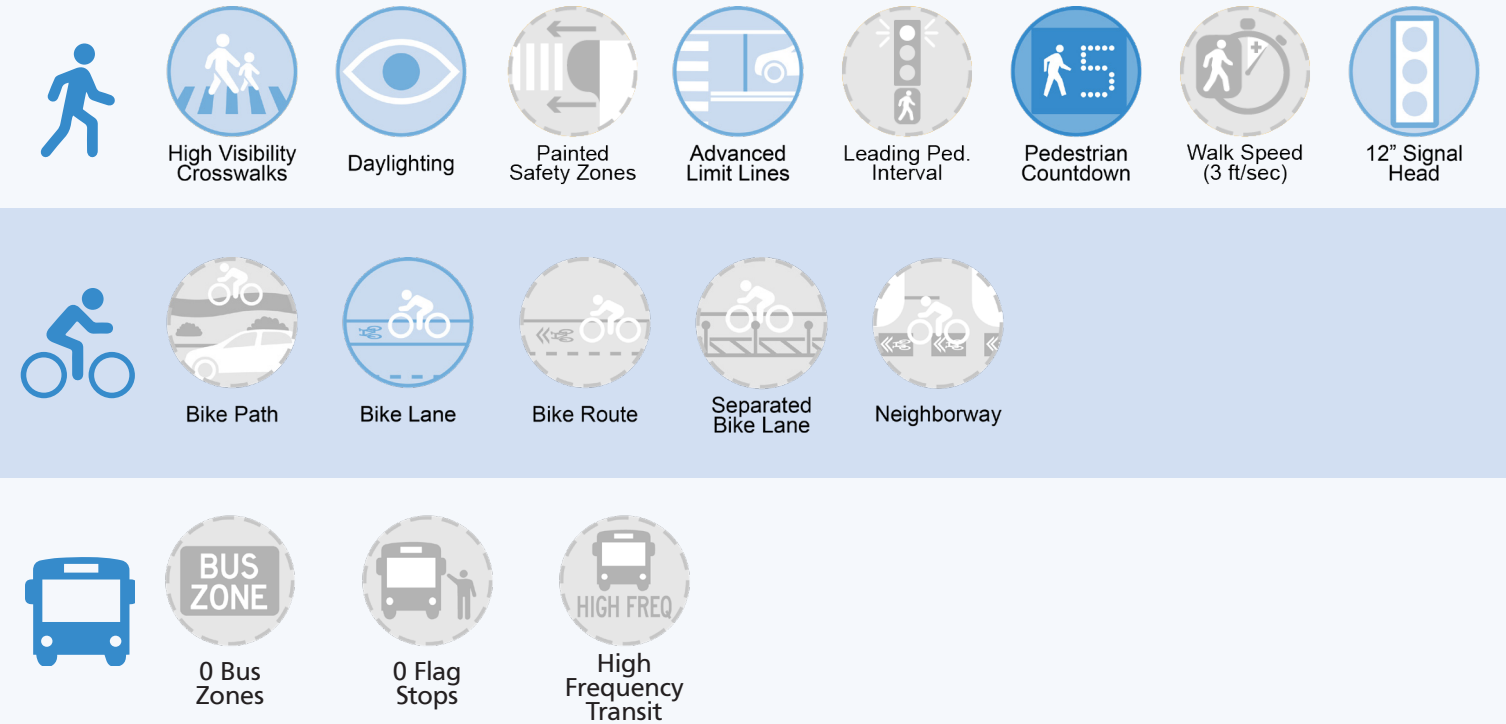 5
High Visibility
Crosswalks
Daylighting
Painted
Safety Zones
Advanced
Limit Lines
Leading Ped.
Interval
Pedestrian
Countdown
Walk Speed
(3 ft/sec)
12” Signal
Head
Bike Path
Bike Lane
Bike Route
Separated
Bike Lane
Neighborway
BUS
ZONE
HIGH FREQ
0 Bus
Zones
0 Flag
Stops
High
Frequency
Transit